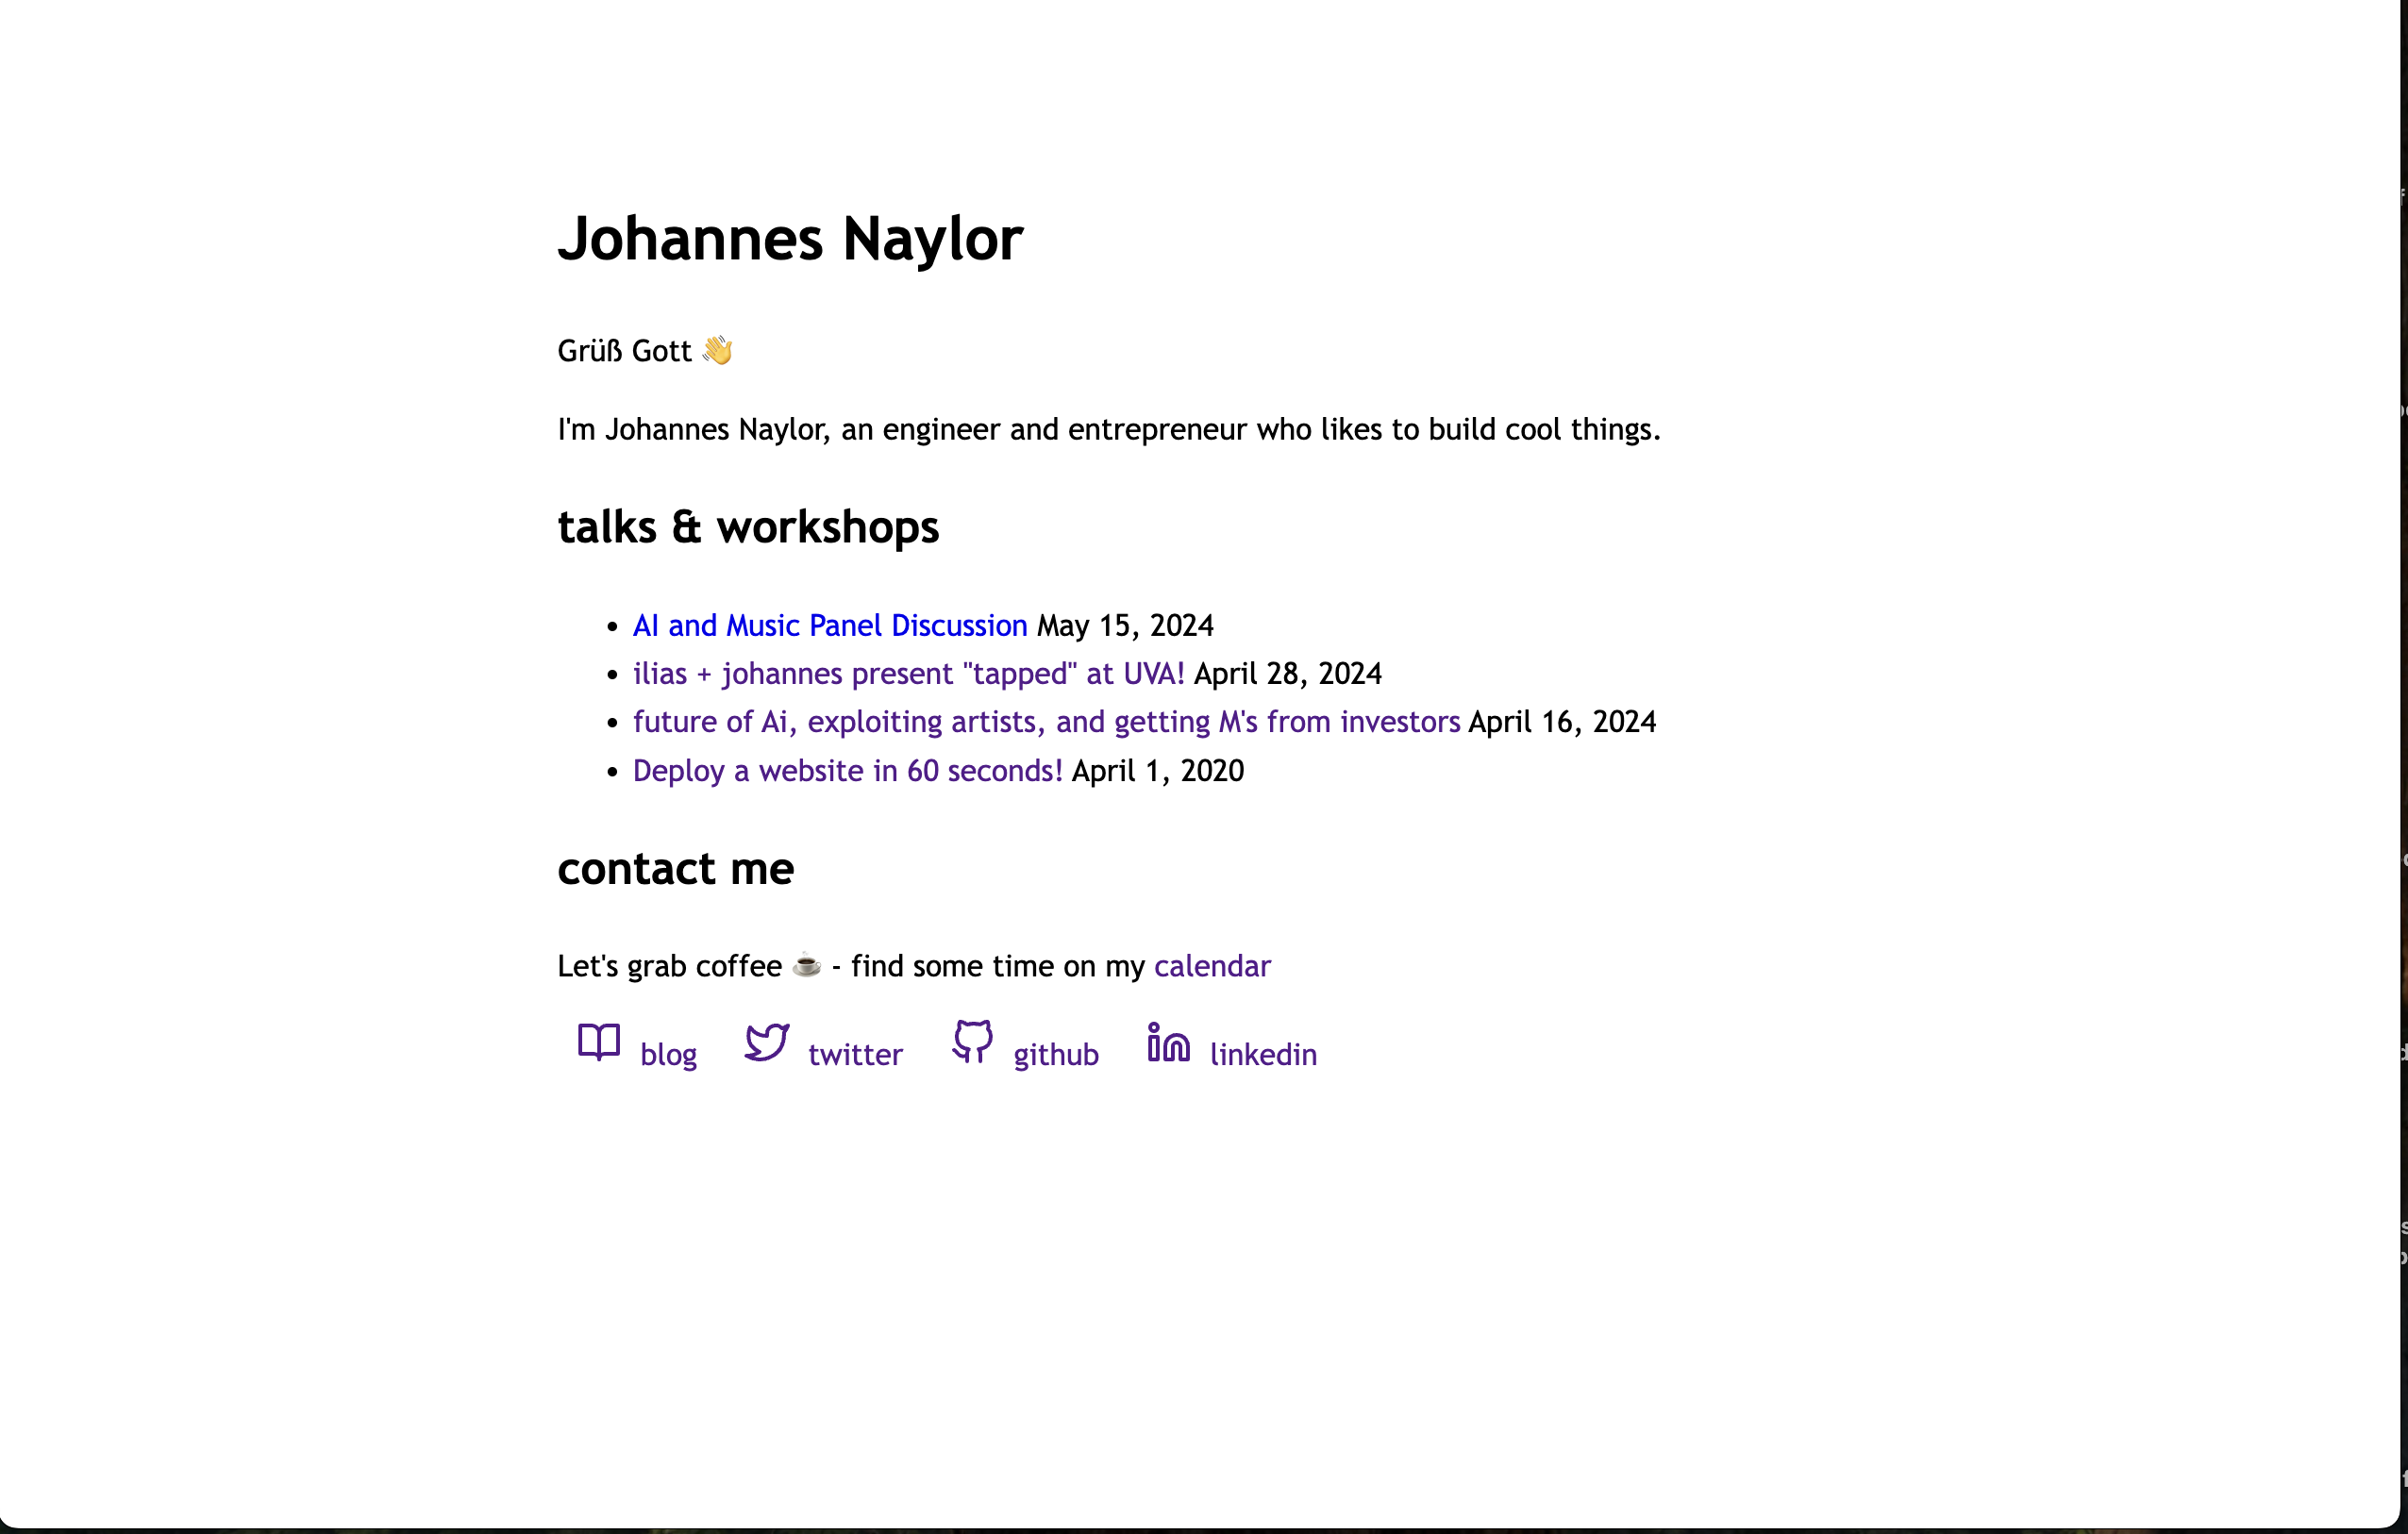 Johannes Naylor
Grüß Gott 👋
I'm Johannes Naylor, an engineer and entrepreneur who likes to build cool things.
talks & workshops
• AI and Music Panel Discussion May 15, 2024
• ilias + johannes present "tapped" at UVA! April 28, 2024
• future of Ai, exploiting artists, and getting M's from investors April 16, 2024
• Deploy a website in 60 seconds! April 1, 2020
contact me
Let's grab coffee ☕ - find some time on my calendar
blog twitter github linkedin